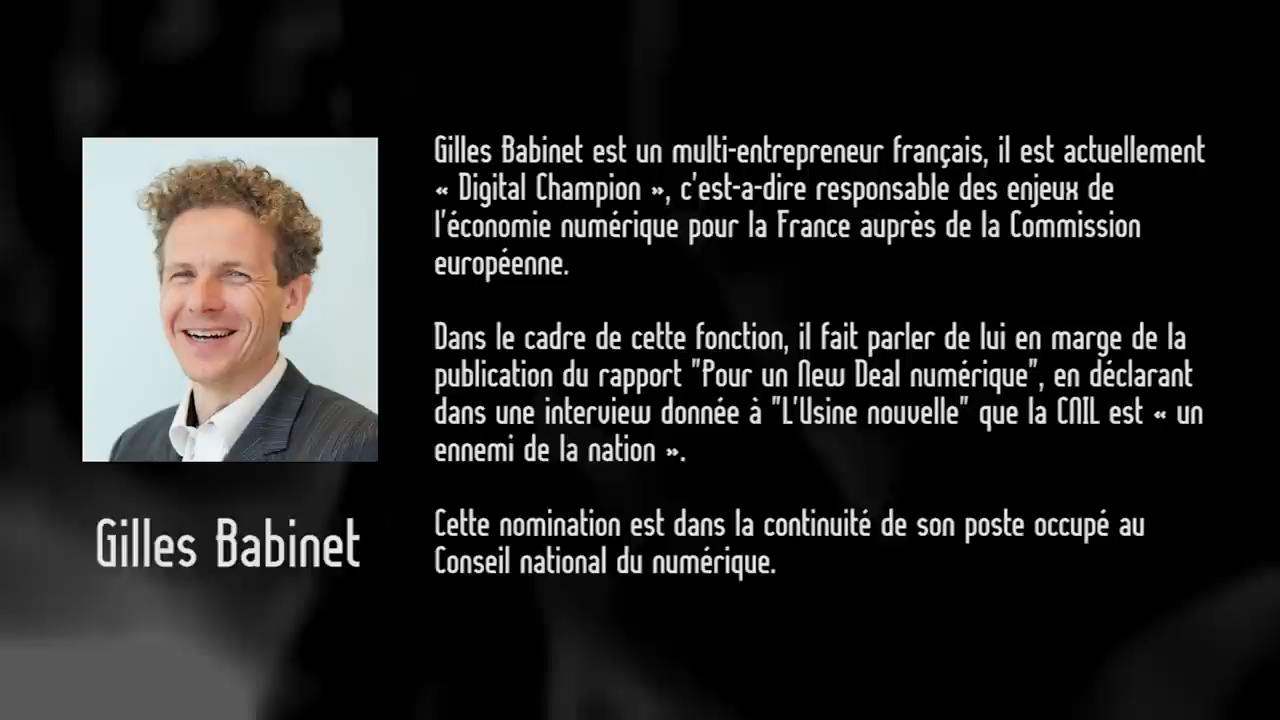 Gilles Babinet est un multi-entrepreneur français, il est actuellement
« Digital Champion », c'est-a-dire responsable des enjeux de
l'économie numérique pour la France auprès de la Commission
européenne.
Dans le cadre de cette fonction, il fait parler de lui en marge de la
publication du rapport "Pour un New Deal numérique", en déclarant
dans une interview donnée à "L'Usine nouvelle" que la CNIL est « un
ennemi de la nation ».
Cette nomination est dans la continuité de son poste occupé au
Conseil national du numérique.
Gilles Babinet